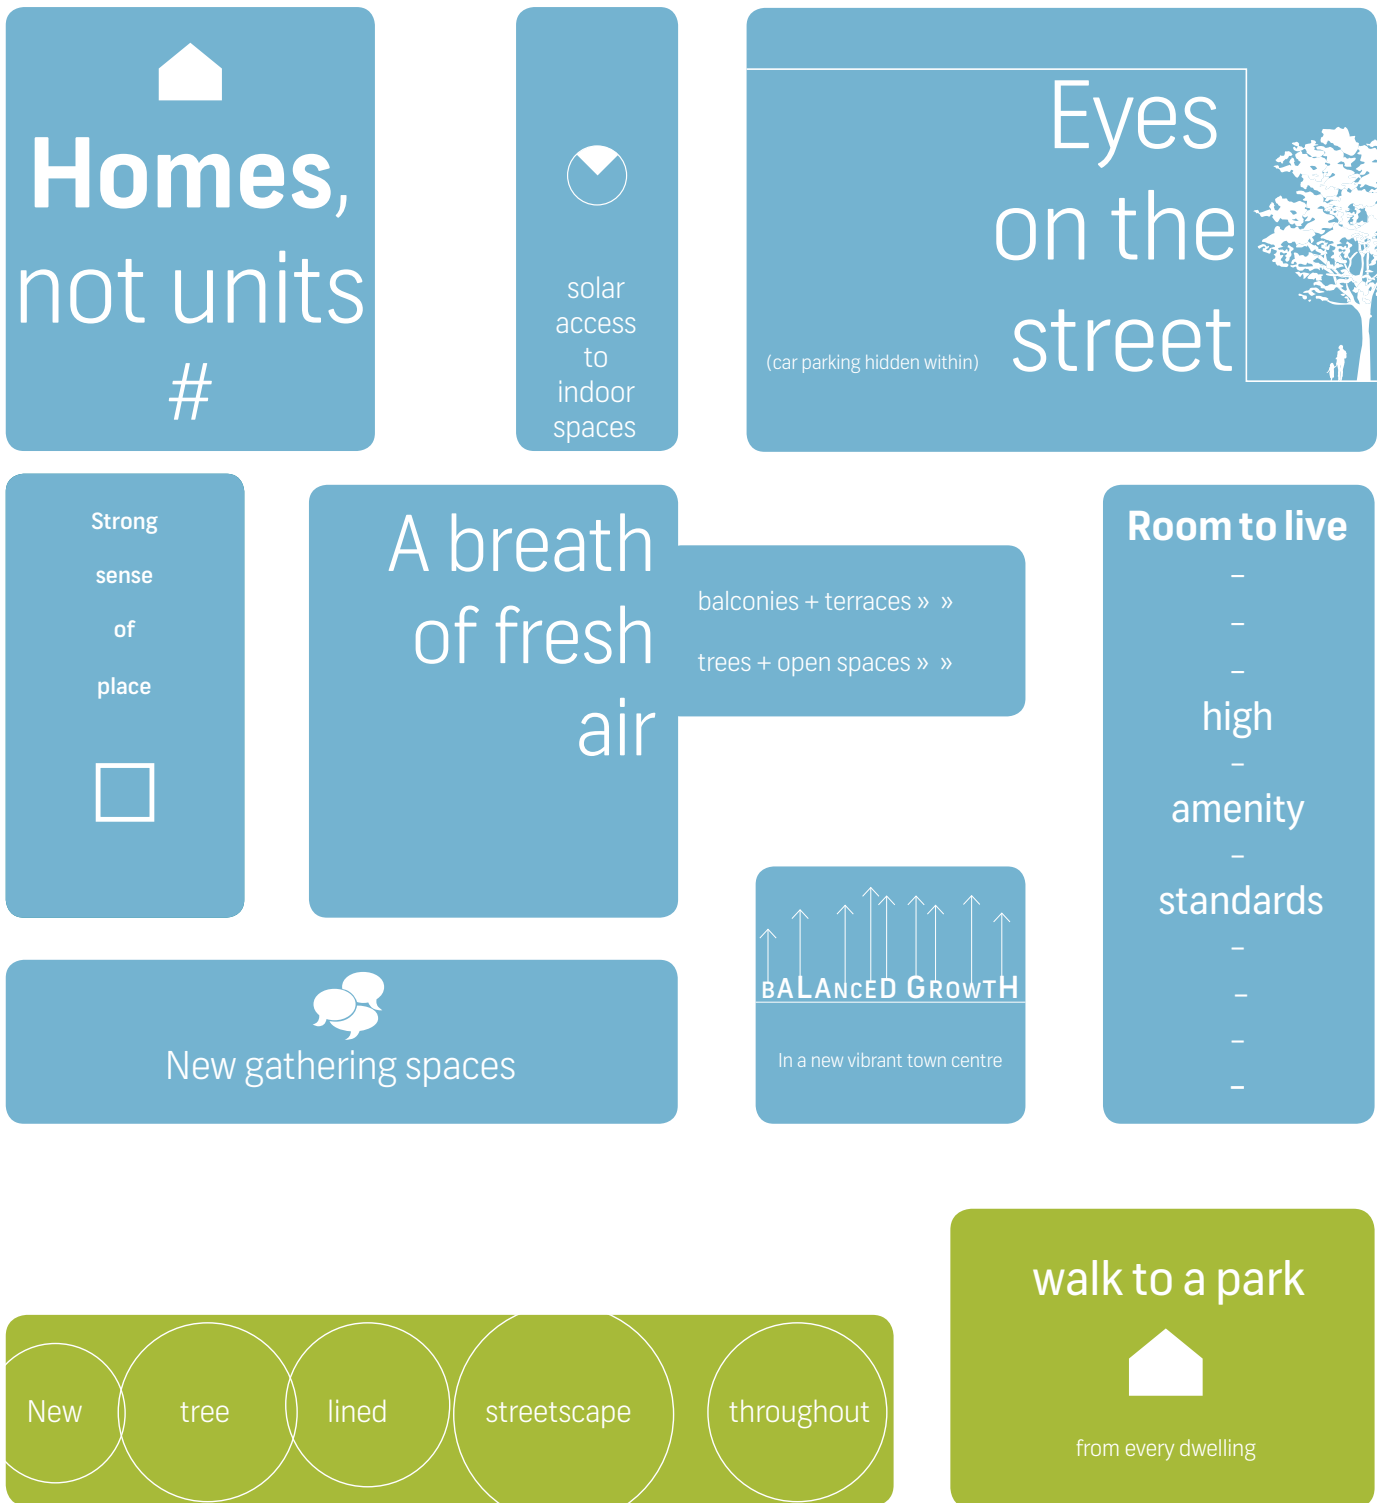 Homes,
not units
#
solar
access
to
indoor
spaces
Eyes
on the
street
(car parking hidden within)
Strong
sense
of
place
A breath
of fresh
air
balconies + terraces » »
trees + open spaces » »
Room to live
–
–
–
high
–
amenity
–
standards
–
–
–
–
New gathering spaces
BALANCED GROWTH
In a new vibrant town centre
walk to a park
from every dwelling
New tree lined streetscape throughout